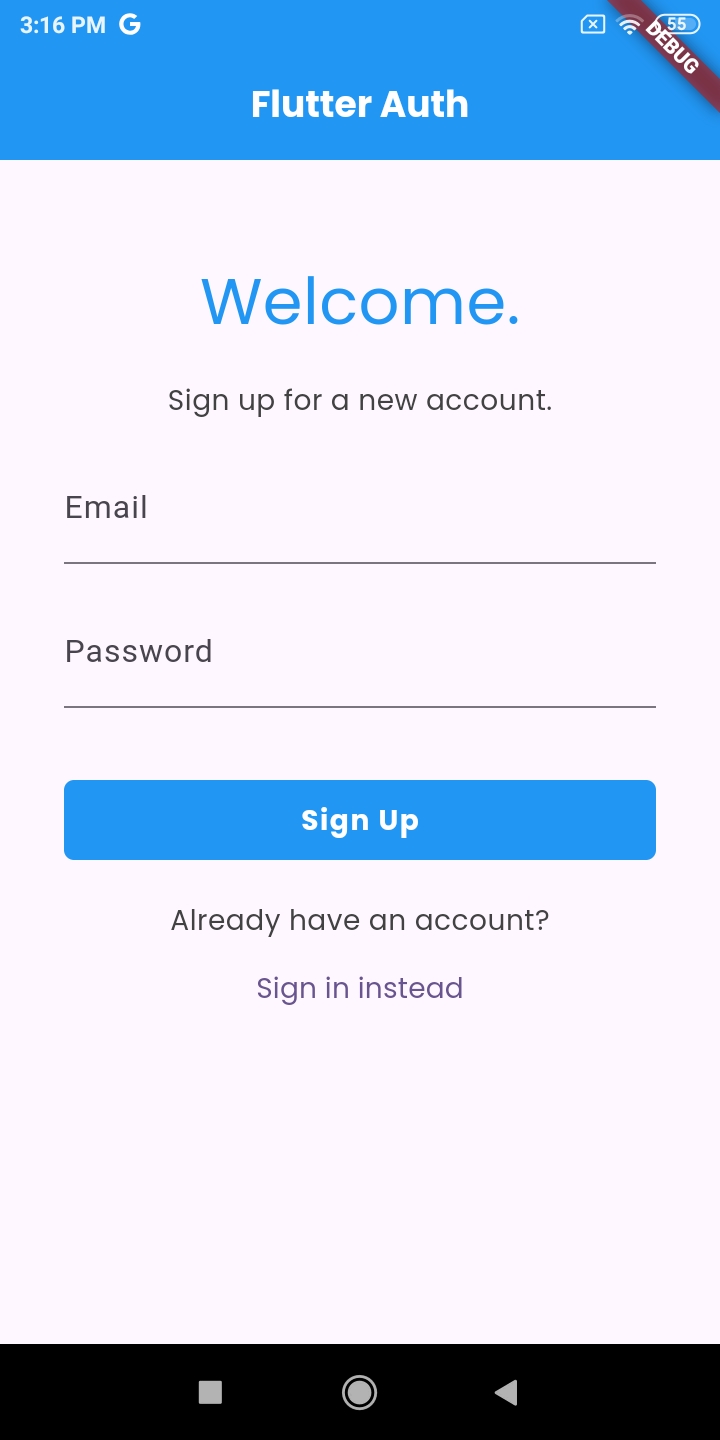 3:16 PM G 55
DEBUG
Flutter Auth
Welcome.
Sign up for a new account.
Email
Password
Sign Up
Already have an account?
Sign in instead